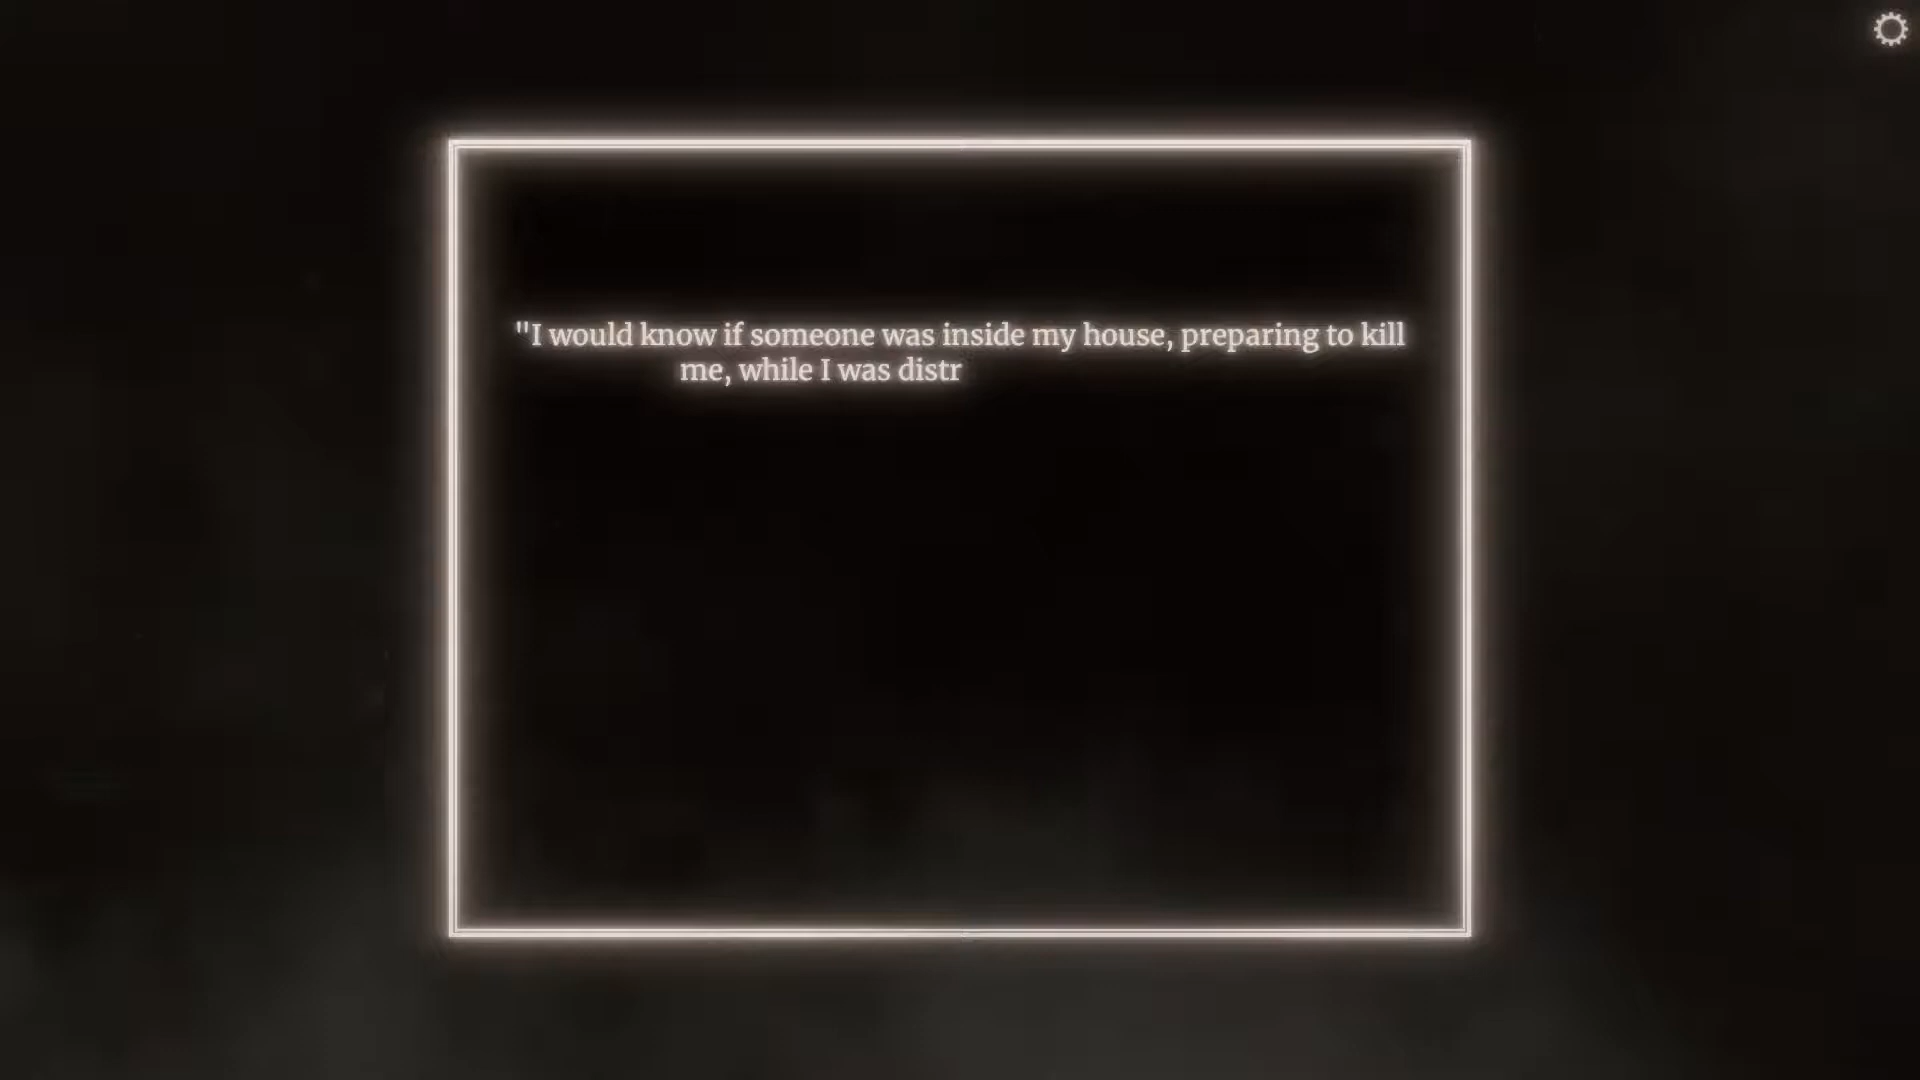 "I would know if someone was inside my house, preparing to kill
me, while I was distr